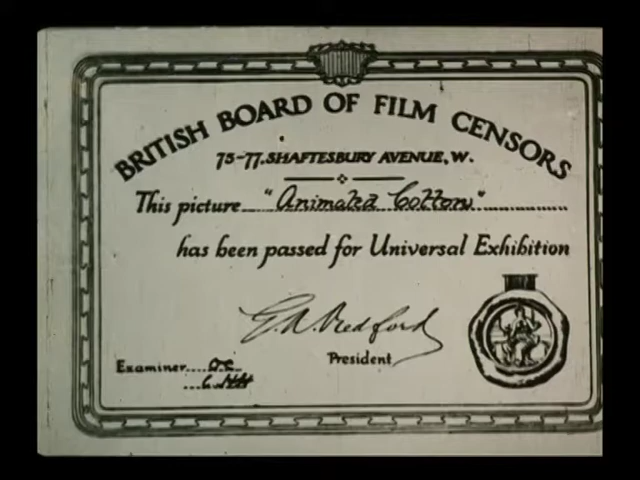 BRITISH BOARD OF FILM CENSORS
75-77. SHAFTESBURY AVENUE, W.
This picture "Animated Cotton"
has been passed for Universal Exhibition
G. A. Redford
President
Examiner